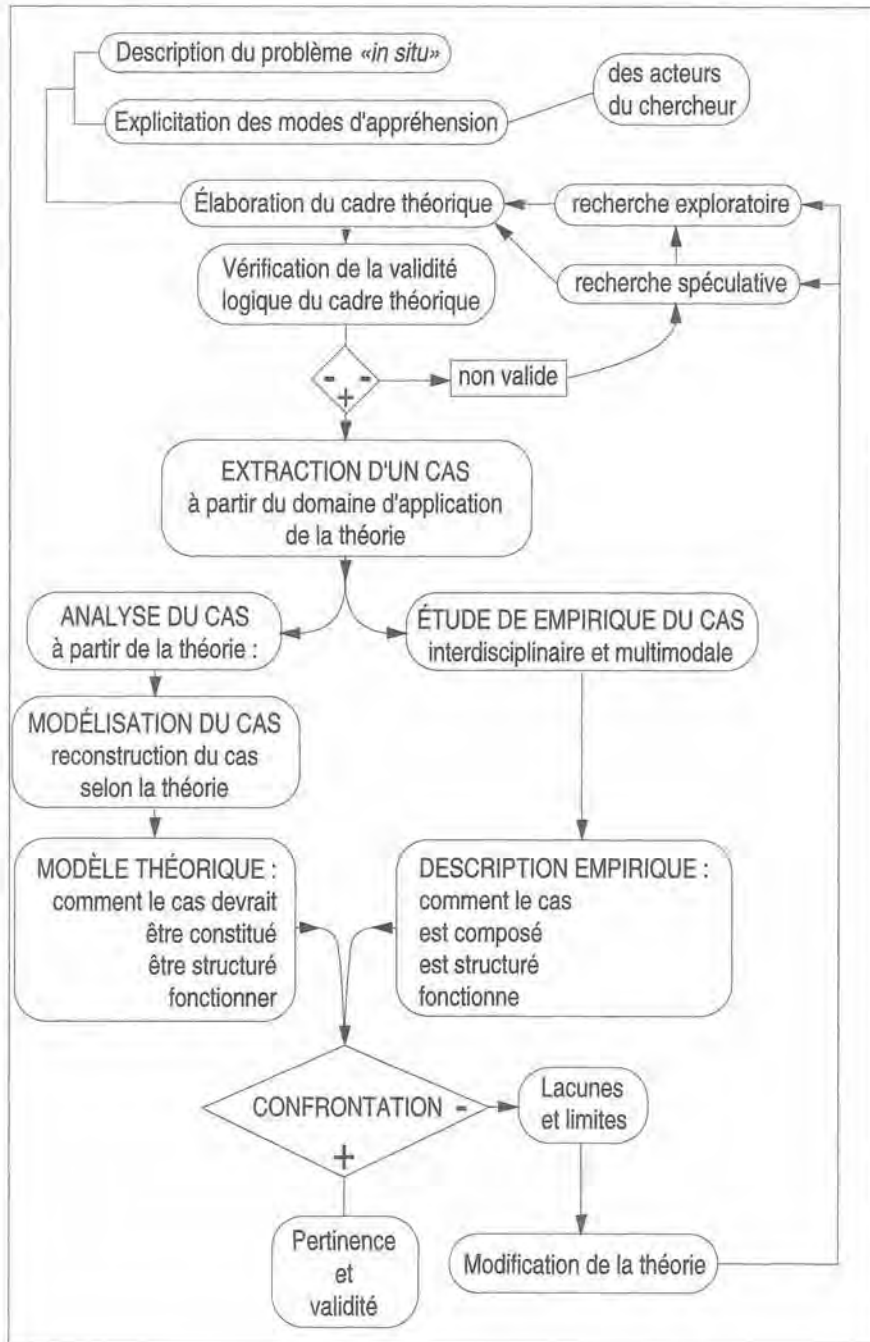 Description du problème «in situ»
des acteurs
du chercheur
Explicitation des modes d'appréhension
Élaboration du cadre théorique
recherche exploratoire
Vérification de la validité
logique du cadre théorique
recherche spéculative
- -
+
non valide
EXTRACTION D'UN CAS
à partir du domaine d'application
de la théorie
ANALYSE DU CAS
à partir de la théorie :
ÉTUDE DE EMPIRIQUE DU CAS
interdisciplinaire et multimodale
MODÉLISATION DU CAS
reconstruction du cas
selon la théorie
MODÈLE THÉORIQUE :
comment le cas devrait
être constitué
être structuré
fonctionner
DESCRIPTION EMPIRIQUE :
comment le cas
est composé
est structuré
fonctionne
CONFRONTATION -
+
Lacunes
et limites
Pertinence
et
validité
Modification de la théorie